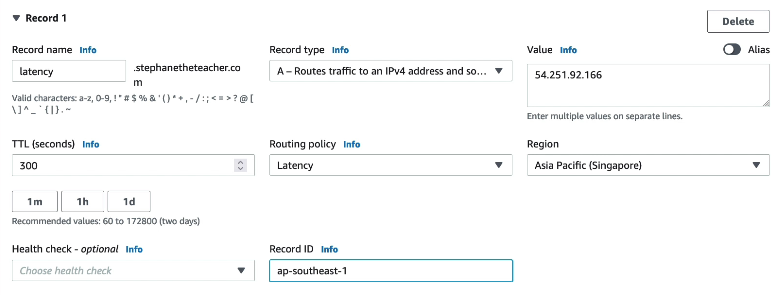 ▼ Record 1
Delete
Record name Info
Record type Info
Value Info
Alias
latency
.stephanetheteacher.co
m
A – Routes traffic to an IPv4 address and so...
54.251.92.166
Valid characters: a-z, 0-9, ! " # $ % & ' ( ) * + , - / : ; < = > ? @ [
\ ] ^ _ ` { | } . ~
Enter multiple values on separate lines.
TTL (seconds) Info
Routing policy Info
Region
300
Latency
Asia Pacific (Singapore)
1m
1h
1d
Recommended values: 60 to 172800 (two days)
Health check - optional Info
Record ID Info
Choose health check
ap-southeast-1